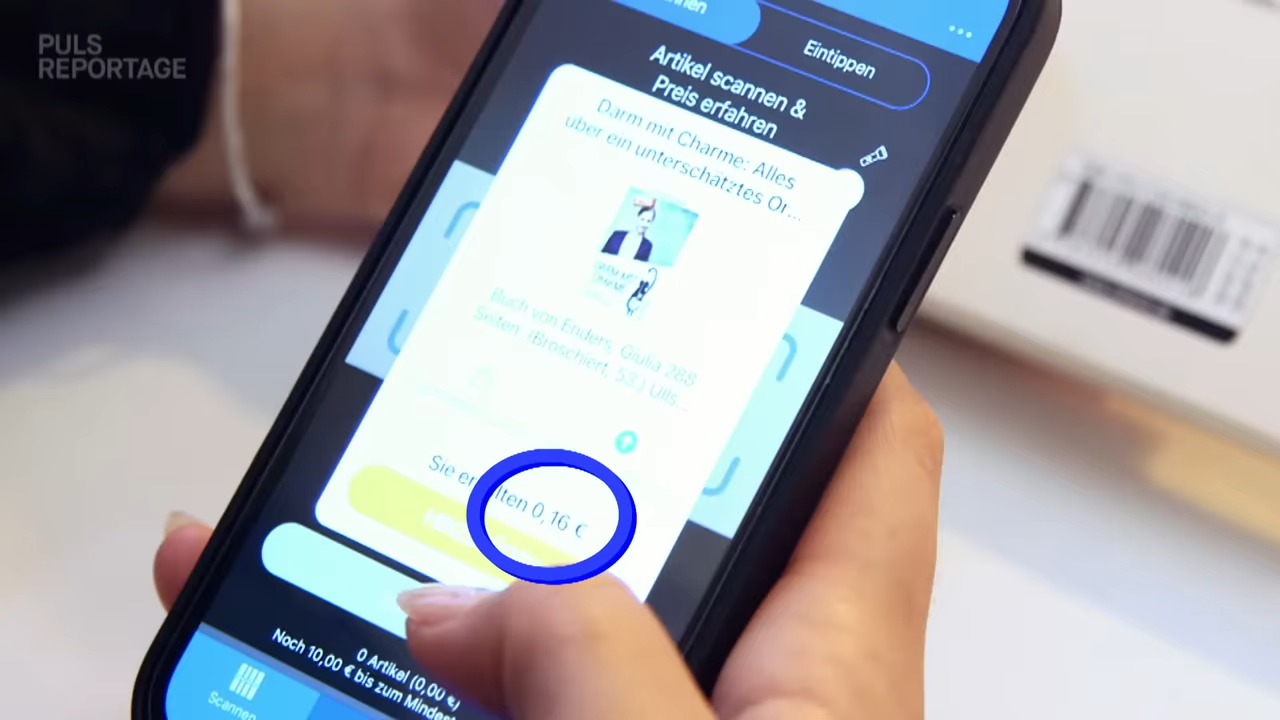 PULS
REPORTAGE
Eintippen
Artikel scannen &
Preis erfahren
Darm mit Charme: Alles
über ein unterschätztes Or...
Buch von Enders, Giulia 288
Seiten, (Broschiert, 53.) Ulls...
Sie erhalten 0,16 €
0 Artikel (0,00 €)
Noch 10,00 € bis zum Mindest
Scannen